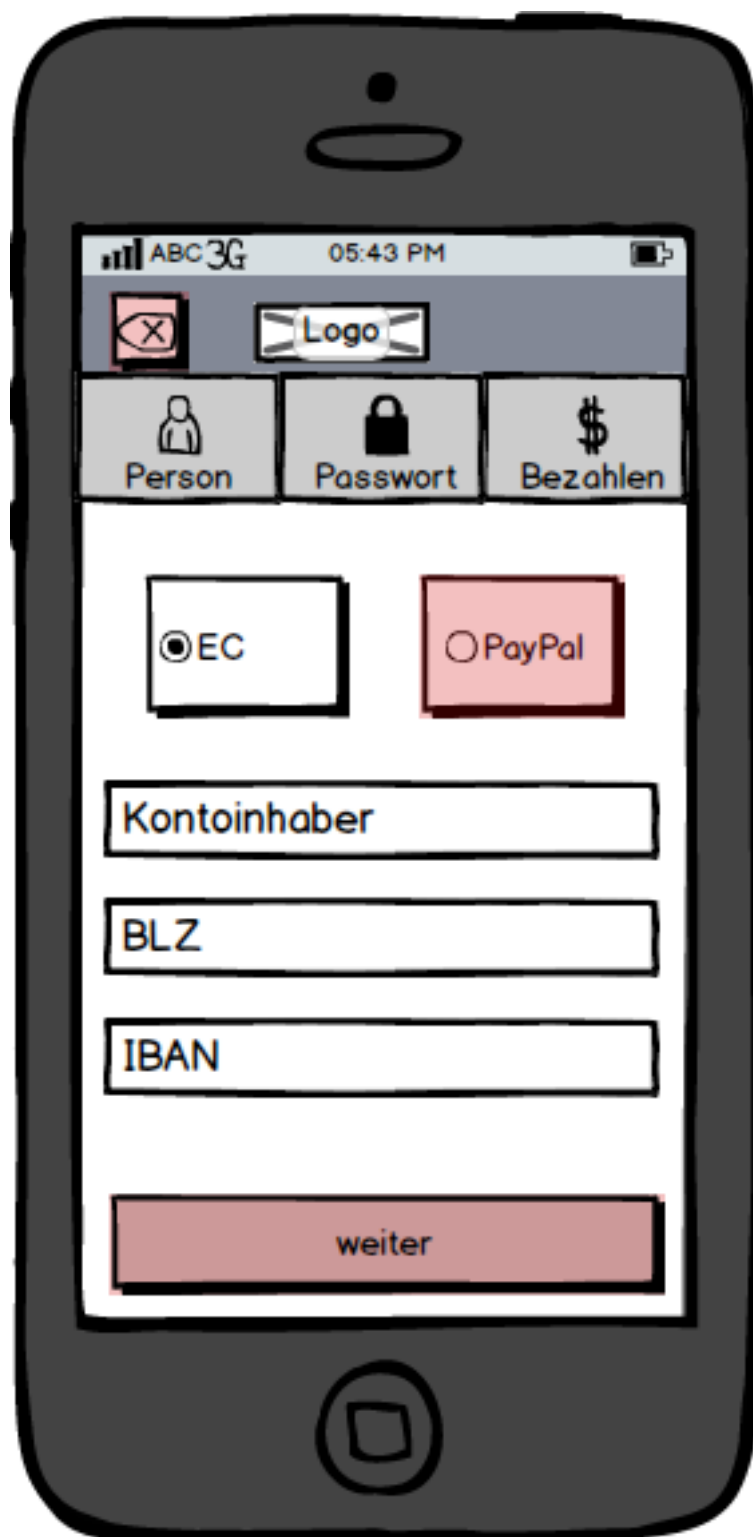 ABC 3G 05:43 PM
Logo
Person Passwort Bezahlen
EC PayPal
Kontoinhaber
BLZ
IBAN
weiter